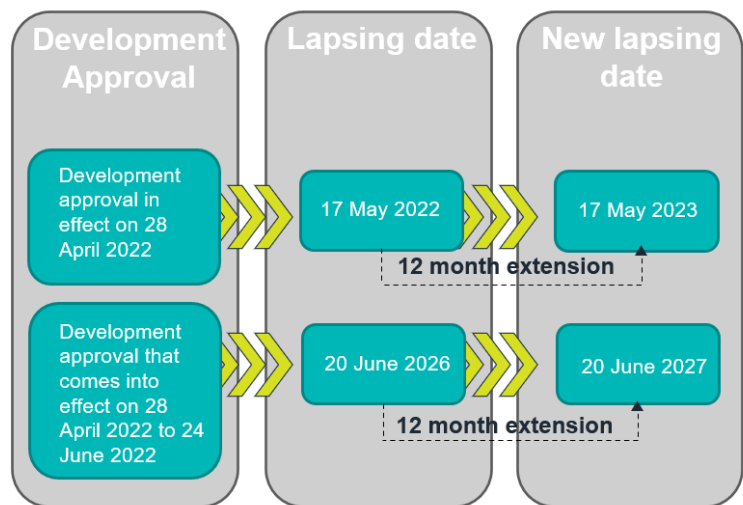 Development
Approval
Lapsing date
New lapsing
date
Development
approval in
effect on 28
April 2022
17 May 2022
17 May 2023
12 month extension
Development
approval that
comes into
effect on 28
April 2022 to 24
June 2022
20 June 2026
20 June 2027
12 month extension